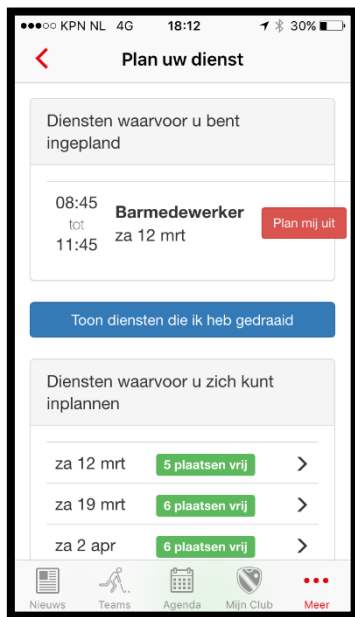 KPN NL 4G 18:12 30%
Plan uw dienst
Diensten waarvoor u bent
ingepland
08:45
tot
11:45
Barmedewerker
za 12 mrt
Plan mij uit
Toon diensten die ik heb gedraaid
Diensten waarvoor u zich kunt
inplannen
za 12 mrt 5 plaatsen vrij
za 19 mrt 6 plaatsen vrij
za 2 apr 6 plaatsen vrij
Nieuws Teams Agenda Mijn Club Meer